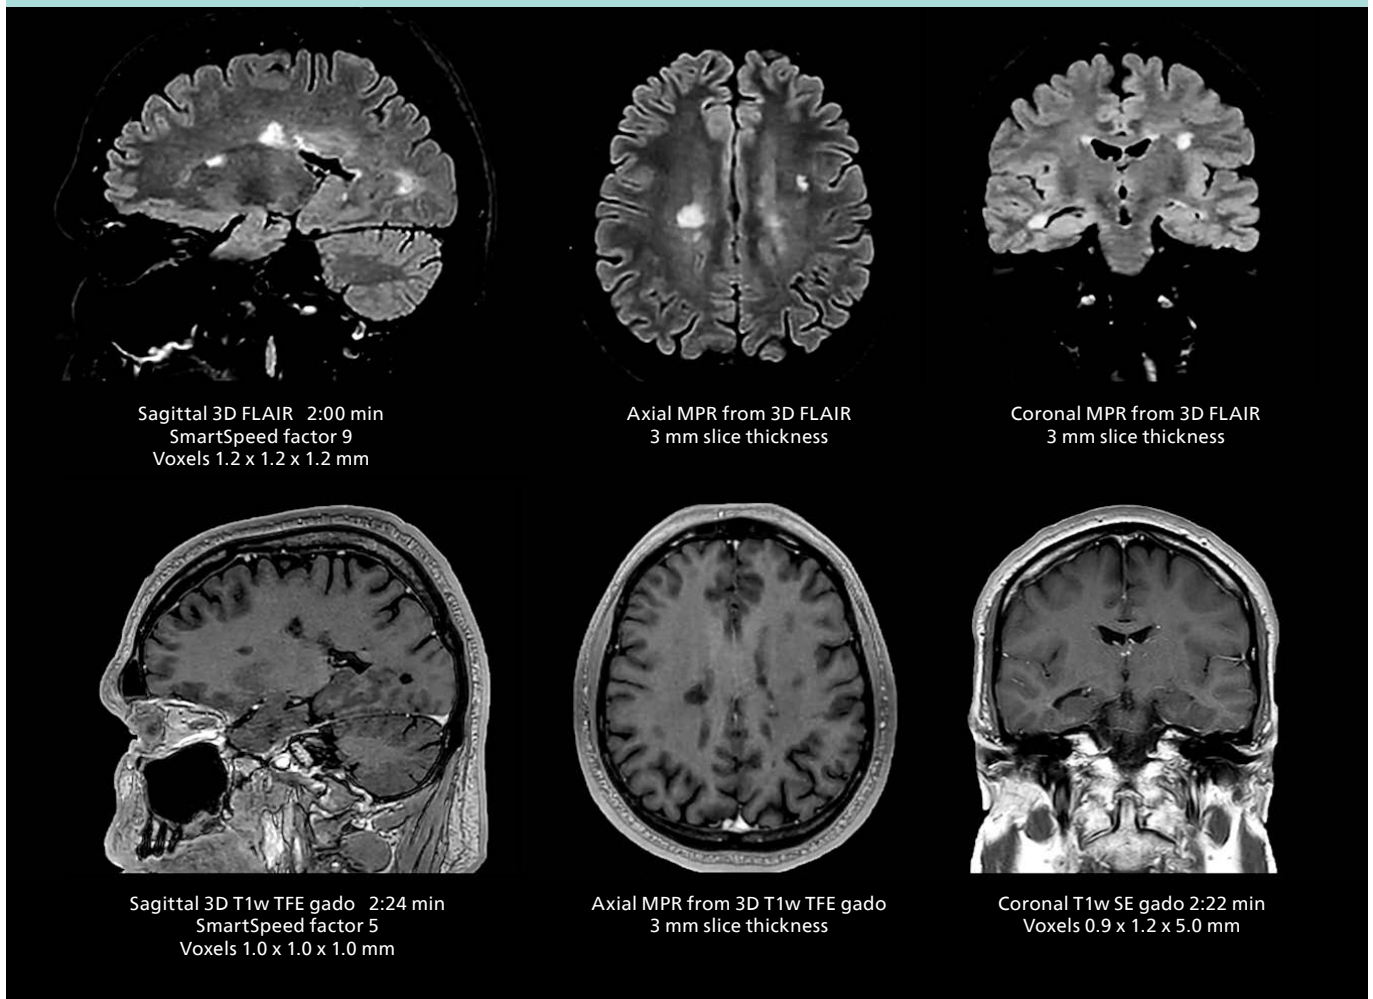 Sagittal 3D FLAIR   2:00 min
SmartSpeed factor 9
Voxels 1.2 x 1.2 x 1.2 mm
Axial MPR from 3D FLAIR
3 mm slice thickness
Coronal MPR from 3D FLAIR
3 mm slice thickness
Sagittal 3D T1w TFE gado   2:24 min
SmartSpeed factor 5
Voxels 1.0 x 1.0 x 1.0 mm
Axial MPR from 3D T1w TFE gado
3 mm slice thickness
Coronal T1w SE gado 2:22 min
Voxels 0.9 x 1.2 x 5.0 mm